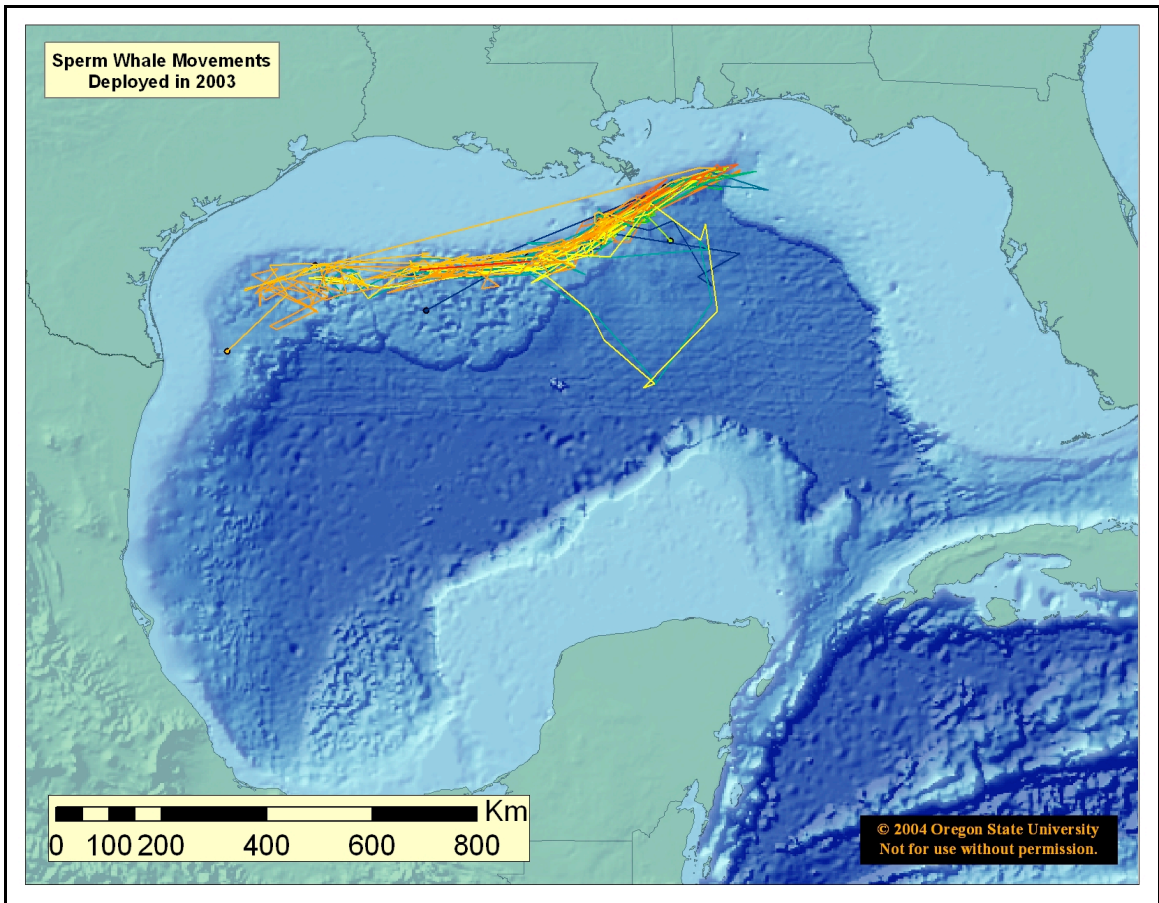 Sperm Whale Movements
Deployed in 2003
Km
0 100 200 400 600 800
© 2004 Oregon State University
Not for use without permission.